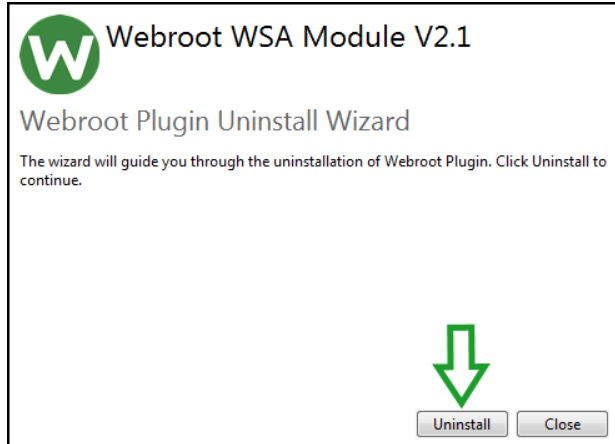 W
Webroot WSA Module V2.1
Webroot Plugin Uninstall Wizard
The wizard will guide you through the uninstallation of Webroot Plugin. Click Uninstall to
continue.
Uninstall
Close